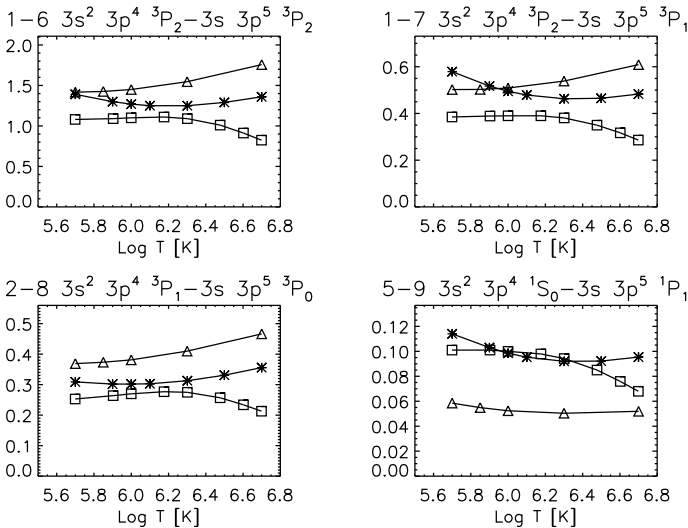 1−6 3s² 3p⁴ ³P₂−3s 3p⁵ ³P₂
2.0
1.5
1.0
0.5
0.0
5.6 5.8 6.0 6.2 6.4 6.6 6.8
Log T [K]
1−7 3s² 3p⁴ ³P₂−3s 3p⁵ ³P₁
0.6
0.4
0.2
0.0
5.6 5.8 6.0 6.2 6.4 6.6 6.8
Log T [K]
2−8 3s² 3p⁴ ³P₁−3s 3p⁵ ³P₀
0.5
0.4
0.3
0.2
0.1
0.0
5.6 5.8 6.0 6.2 6.4 6.6 6.8
Log T [K]
5−9 3s² 3p⁴ ¹S₀−3s 3p⁵ ¹P₁
0.12
0.10
0.08
0.06
0.04
0.02
0.00
5.6 5.8 6.0 6.2 6.4 6.6 6.8
Log T [K]